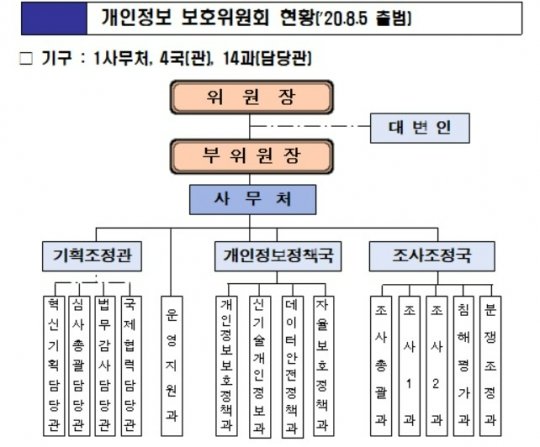 개인정보 보호위원회 현황('20.8.5 출범)
□ 기구 : 1사무처, 4국(관), 14과(담당관)
위 원 장
대 변 인
부 위 원 장
사 무 처
기획조정관
개인정보정책국
조사조정국
혁신기획담당관
심사총괄담당관
법무감사담당관
국제협력담당관
운영지원과
개인정보보호정책과
신기술개인정보과
데이터안전정책과
자율보호정책과
조사총괄과
조사1과
조사2과
침해평가과
분쟁조정과